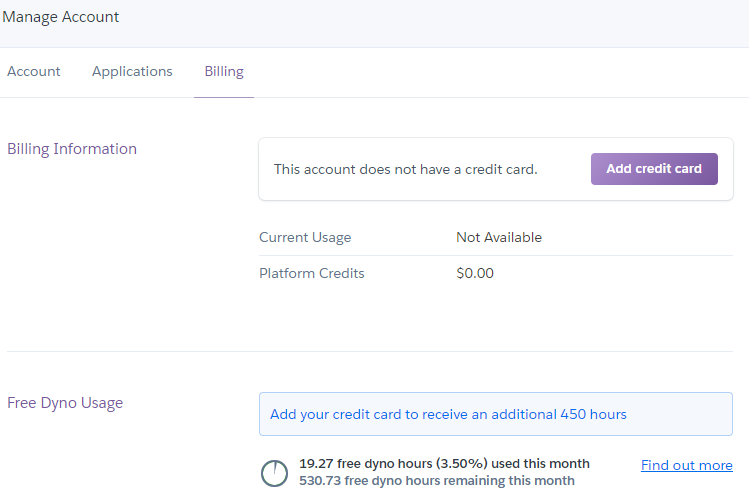 Manage Account
Account Applications Billing
Billing Information
This account does not have a credit card. Add credit card
Current Usage Not Available
Platform Credits $0.00
Free Dyno Usage
Add your credit card to receive an additional 450 hours
19.27 free dyno hours (3.50%) used this month Find out more
530.73 free dyno hours remaining this month